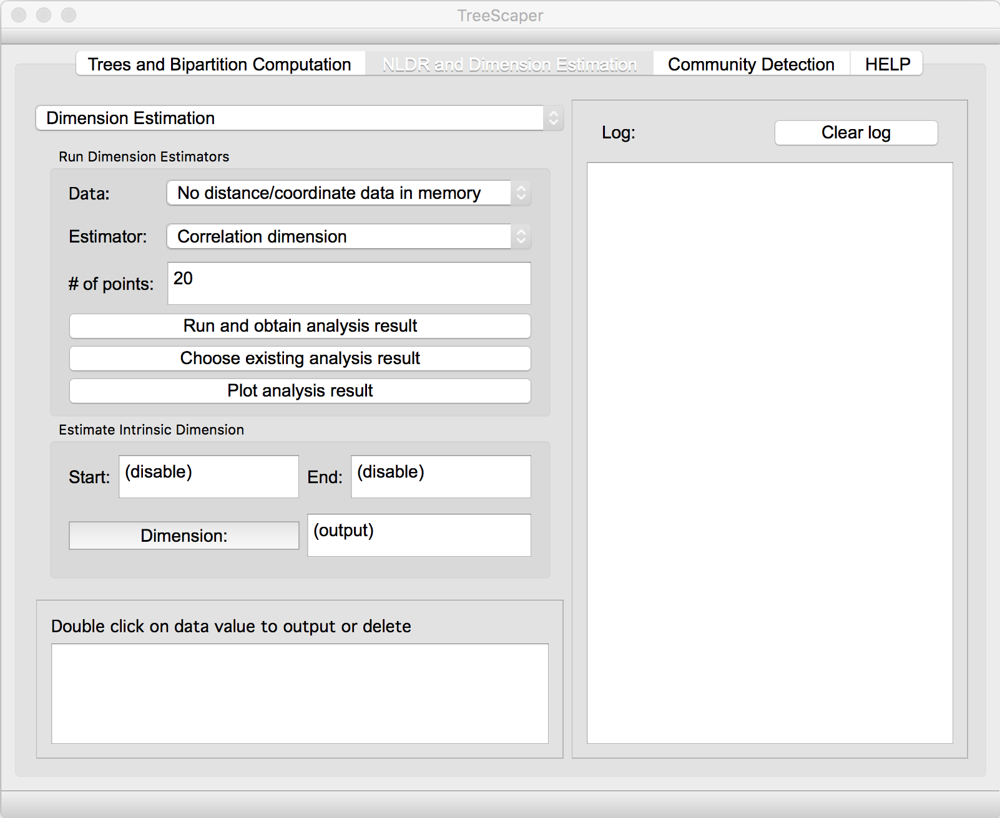 TreeScaper
Trees and Bipartition Computation
NLDR and Dimension Estimation
Community Detection
HELP
Dimension Estimation
Run Dimension Estimators
Data:
No distance/coordinate data in memory
Estimator:
Correlation dimension
# of points:
20
Run and obtain analysis result
Choose existing analysis result
Plot analysis result
Estimate Intrinsic Dimension
Start:
(disable)
End:
(disable)
Dimension:
(output)
Double click on data value to output or delete
Log:
Clear log